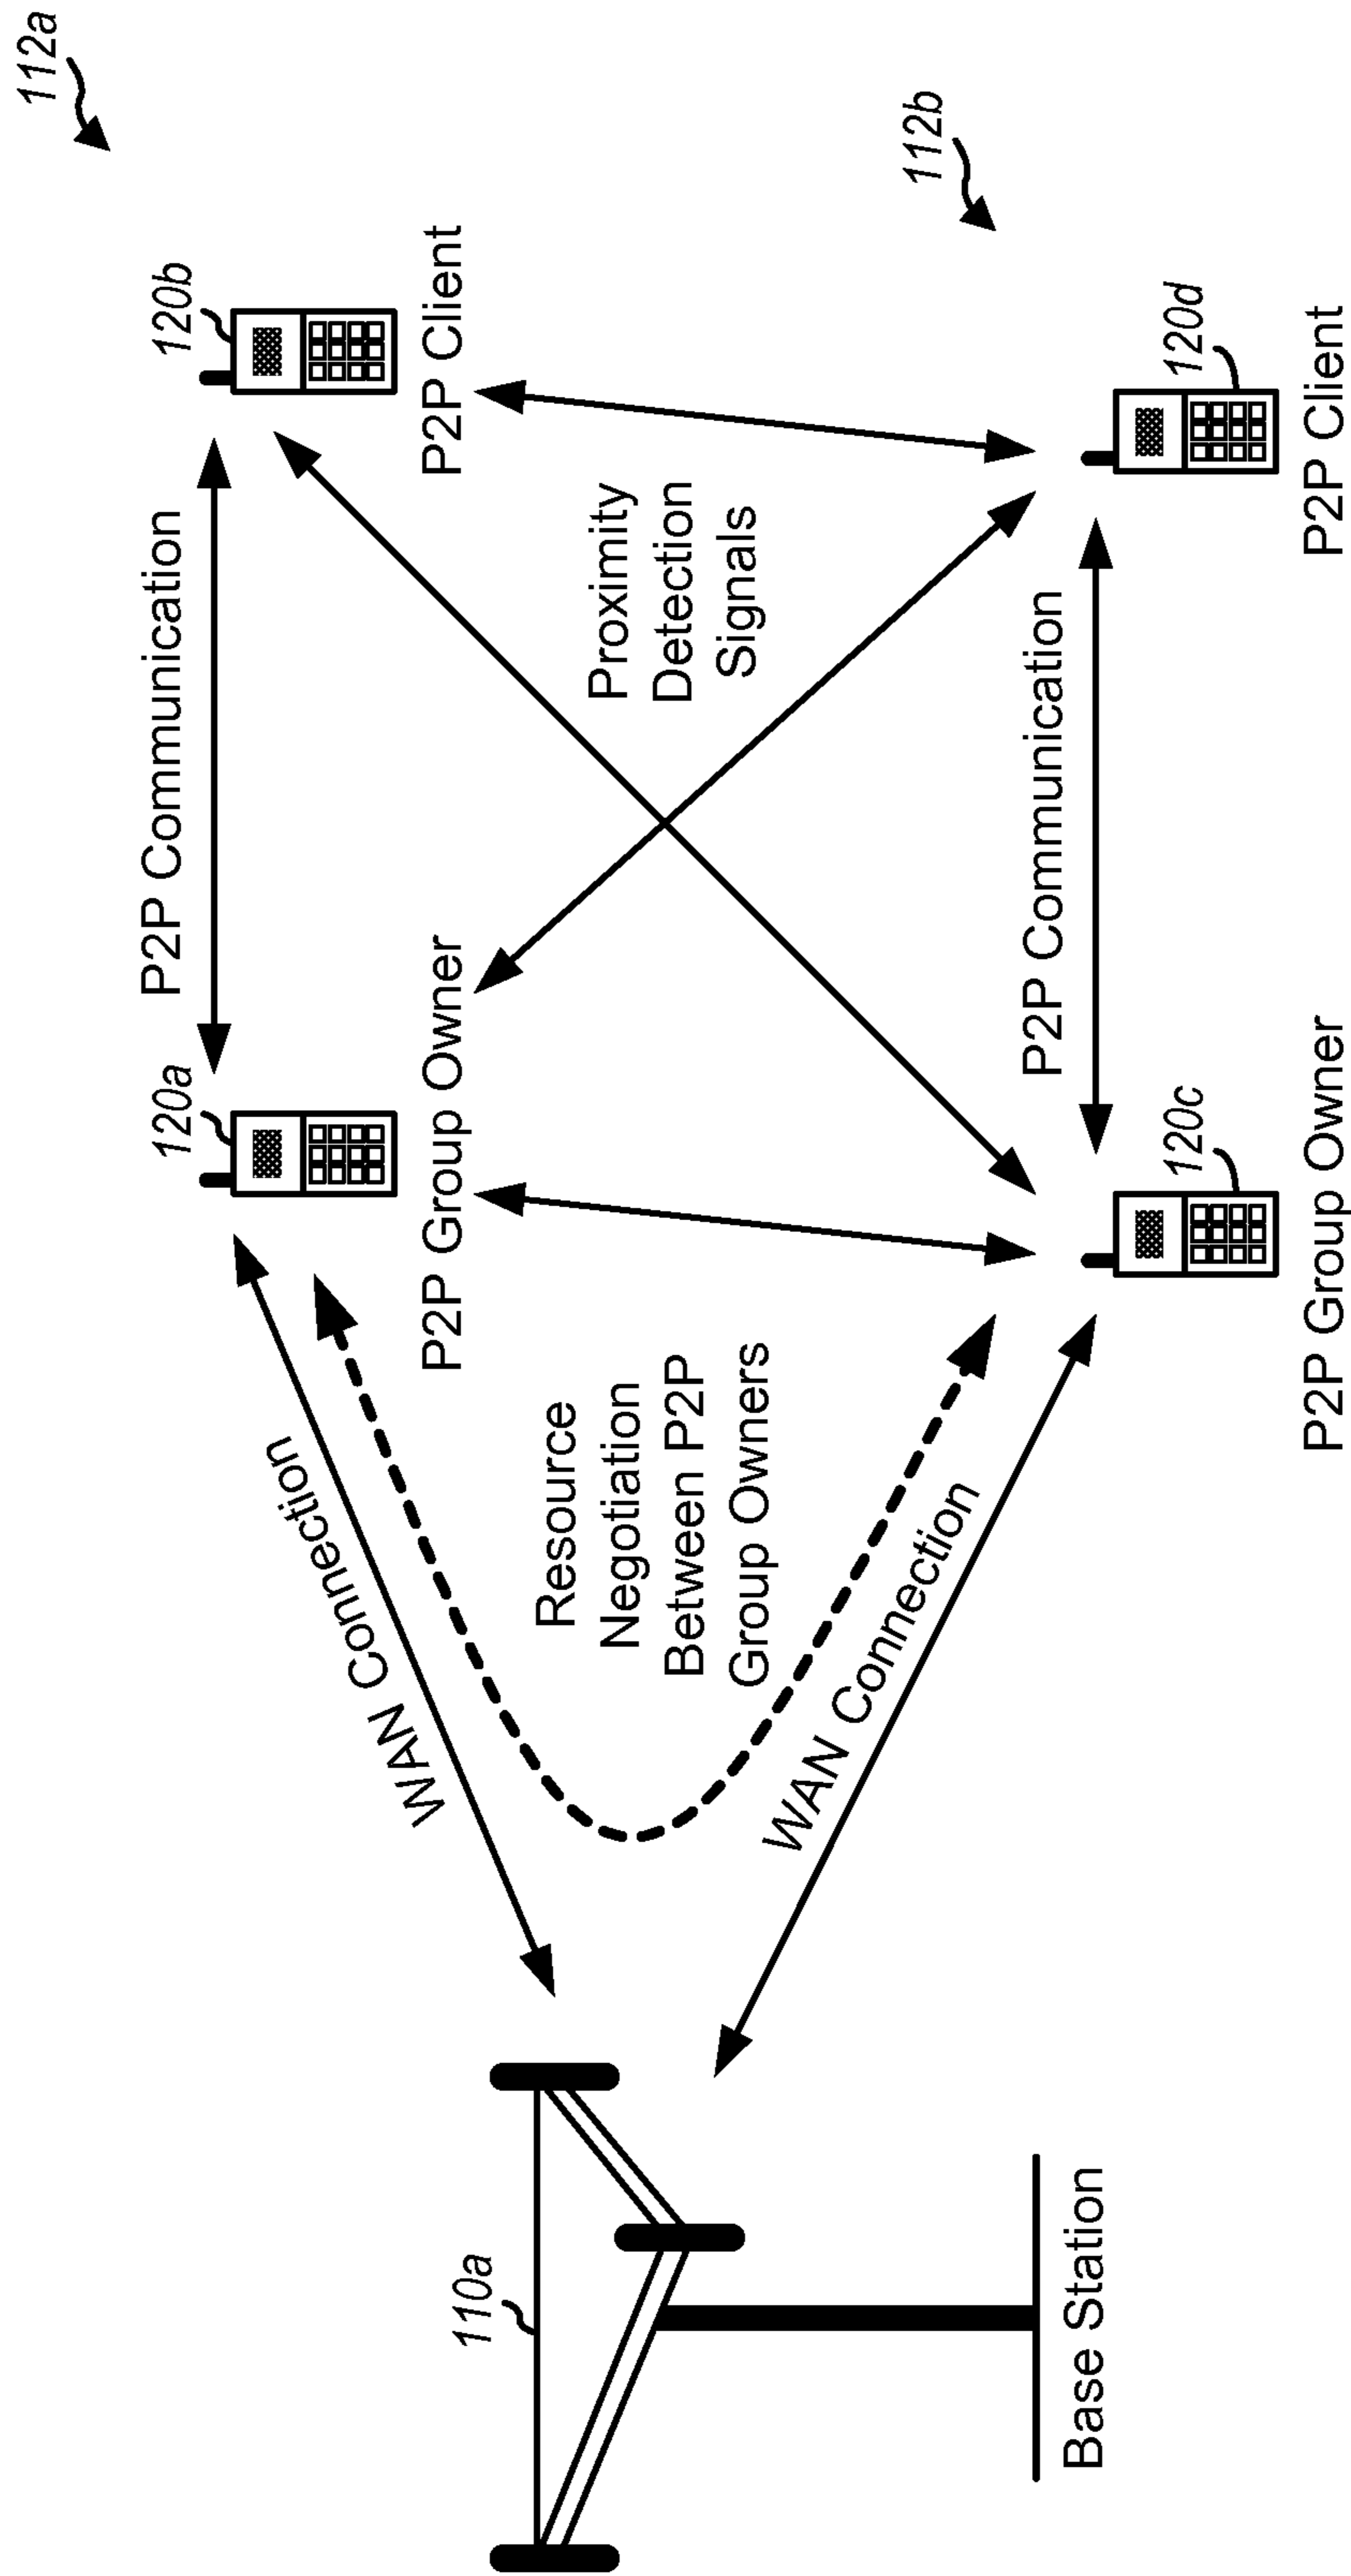 112a
120a
120b
P2P Communication
WAN Connection
P2P Group Owner
P2P Client
110a
Resource
Negotiation
Between P2P
Group Owners
Proximity
Detection
Signals
112b
WAN Connection
P2P Communication
120c
120d
Base Station
P2P Group Owner
P2P Client